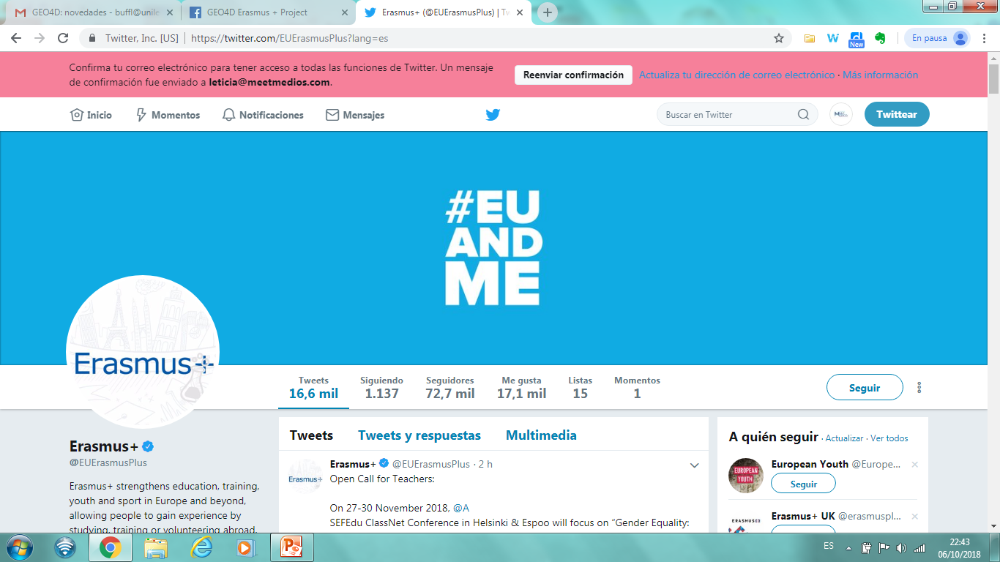 GEO4D: novedades - buffl@unile
GEO4D Erasmus + Project
Erasmus+ (@EUErasmusPlus) | Tw
Twitter, Inc. [US] | https://twitter.com/EUErasmusPlus?lang=es
New
En pausa
Confirma tu correo electrónico para tener acceso a todas las funciones de Twitter. Un mensaje
de confirmación fue enviado a leticia@meetmedios.com.
Reenviar confirmación
Actualiza tu dirección de correo electrónico · Más información
Inicio
Momentos
Notificaciones
Mensajes
Buscar en Twitter
Twittear
#EU
AND
ME
Erasmus+
Tweets
16,6 mil
Siguiendo
1.137
Seguidores
72,7 mil
Me gusta
17,1 mil
Listas
15
Momentos
1
Seguir
Erasmus+
@EUErasmusPlus
Erasmus+ strengthens education, training,
youth and sport in Europe and beyond,
allowing people to gain experience by
studying, training or volunteering abroad.
Tweets
Tweets y respuestas
Multimedia
Erasmus+
Erasmus+ @EUErasmusPlus · 2 h
Open Call for Teachers:
On 27-30 November 2018, @A
SEFEdu ClassNet Conference in Helsinki & Espoo will focus on “Gender Equality:
A quién seguir · Actualizar · Ver todos
EUROPEAN
YOUTH
European Youth @Europe...
Seguir
Erasmus+ UK @erasmuspl...
ES
22:43
06/10/2018